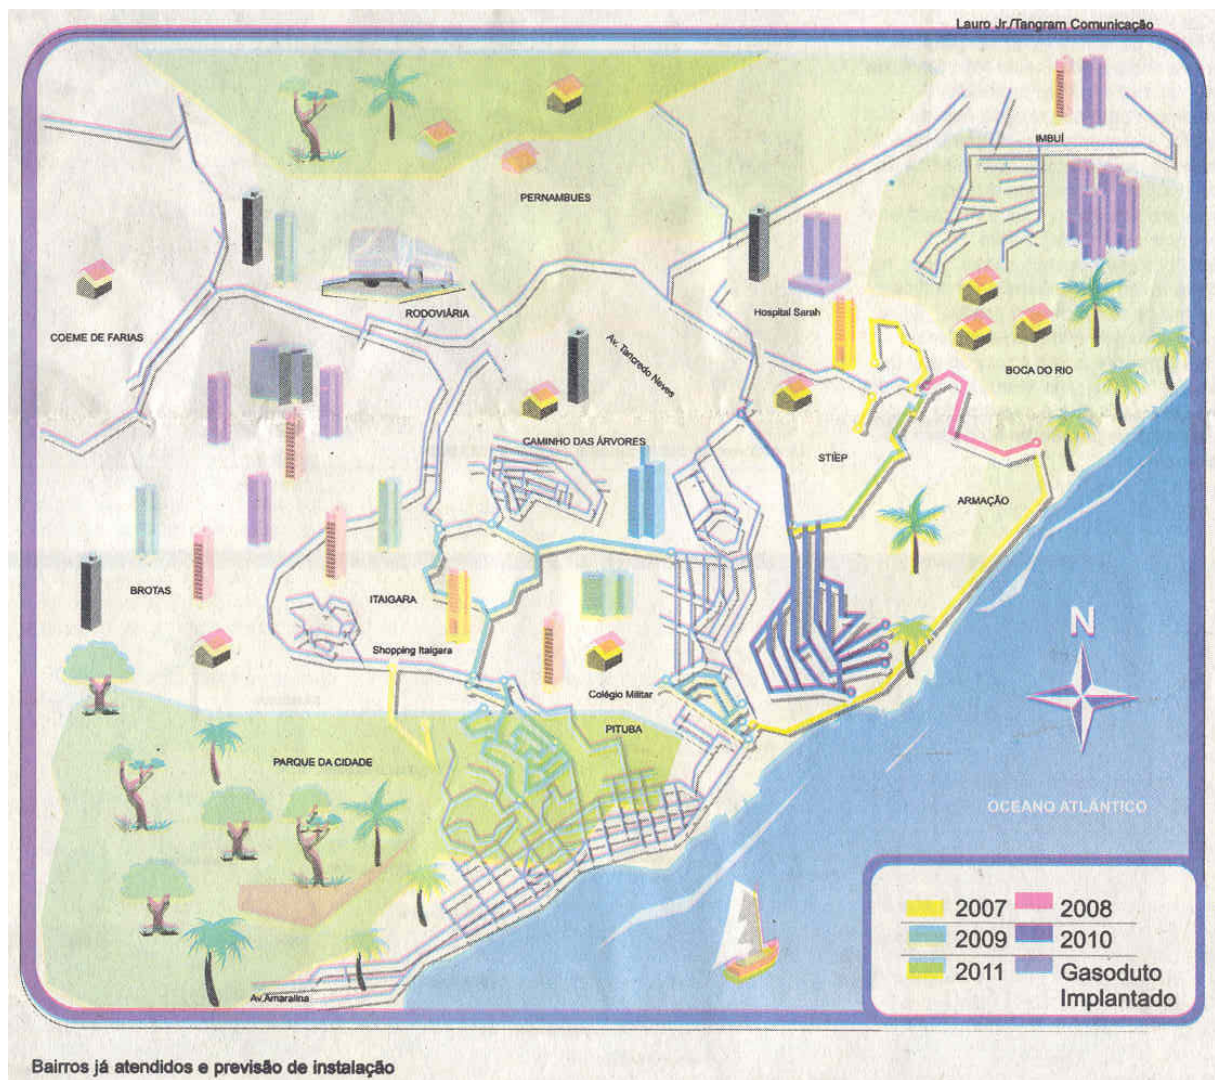 Lauro Jr./Tangram Comunicação
IMBUÍ
PERNAMBUES
RODOVIÁRIA
Hospital Sarah
COEME DE FARIAS
Av. Tancredo Neves
BOCA DO RIO
CAMINHO DAS ÁRVORES
STIEP
ARMAÇÃO
BROTAS
ITAIGARA
N
Shopping Itaigara
Colégio Militar
PITUBA
PARQUE DA CIDADE
OCEANO ATLÂNTICO
2007 2008
2009 2010
2011 Gasoduto
Implantado
Av.Amaralina
Bairros já atendidos e previsão de instalação